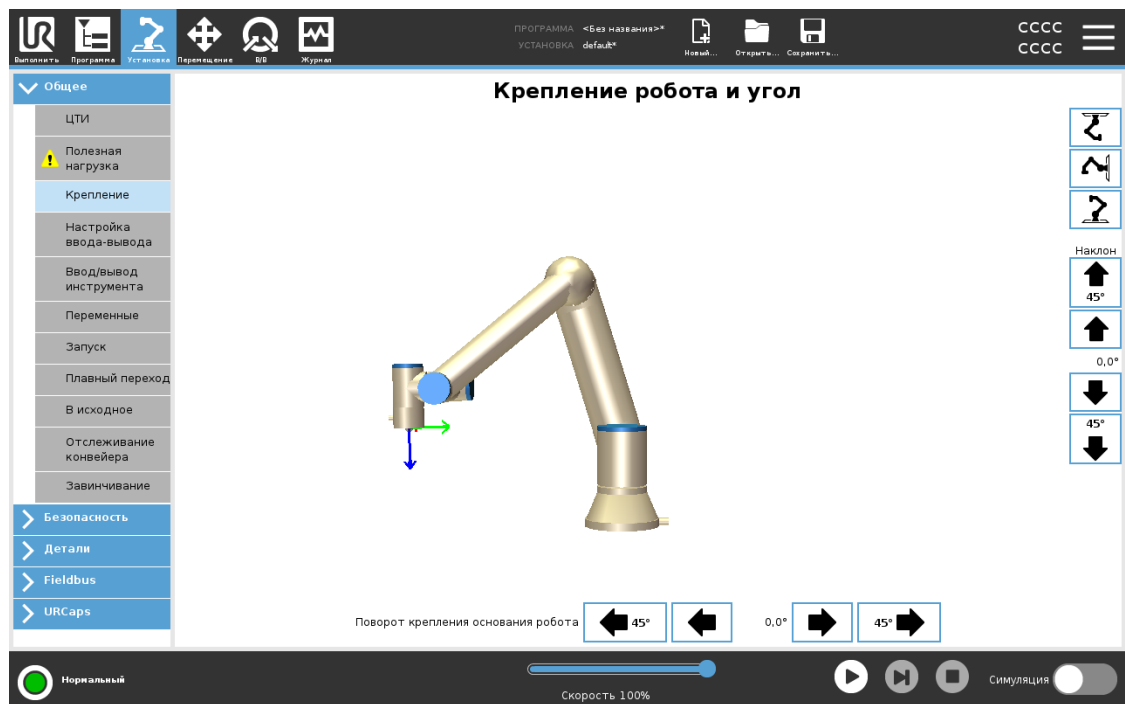 Выполнить
Программа
Установка
Перемещение
В/В
Журнал
ПРОГРАММА <Без названия>*
УСТАНОВКА default*
Новый...
Открыть...
Сохранить...
CCCC
CCCC
Общее
ЦТИ
Полезная
нагрузка
Крепление
Настройка
ввода-вывода
Ввод/вывод
инструмента
Переменные
Запуск
Плавный переход
В исходное
Отслеживание
конвейера
Завинчивание
Безопасность
Детали
Fieldbus
URCaps
Крепление робота и угол
Наклон
45°
0,0°
45°
Поворот крепления основания робота
45°
0,0°
45°
Нормальный
Скорость 100%
Симуляция